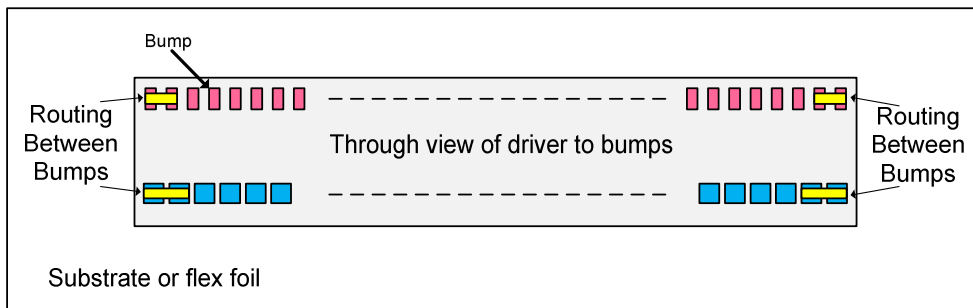 Bump
Routing
Between
Bumps
Through view of driver to bumps
Routing
Between
Bumps
Substrate or flex foil